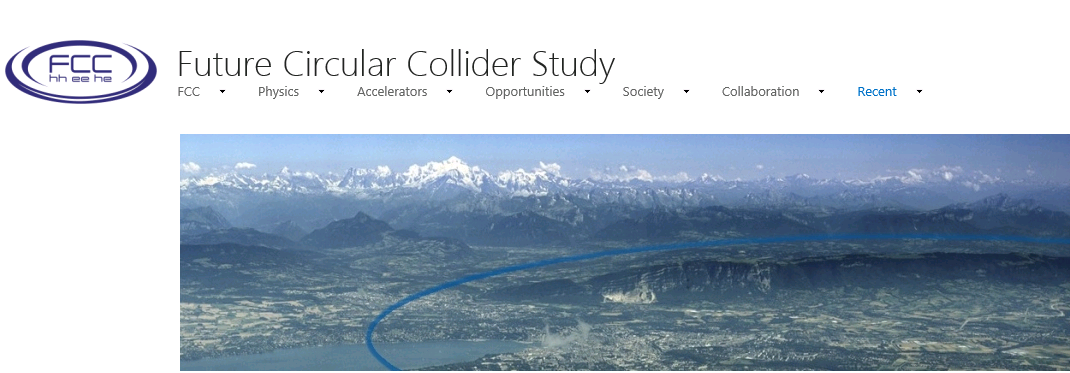 FCC
hh ee he
Future Circular Collider Study
FCC Physics Accelerators Opportunities Society Collaboration Recent